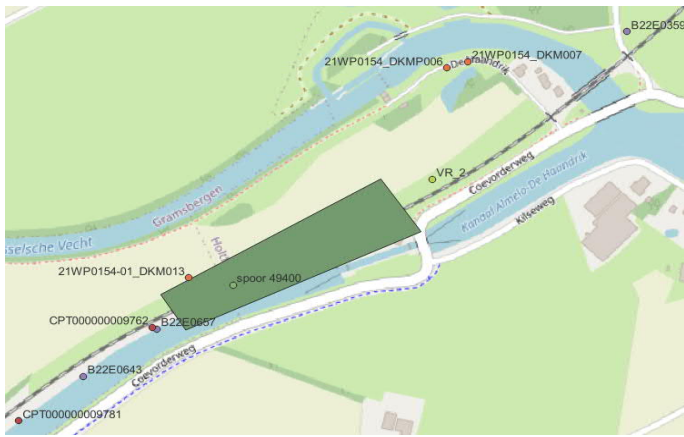 B22E0359
21WP0154_DKM007
21WP0154_DKMP006
De Haandrik
VR_2
Coevorderweg
Kanaal Almelo-De Haandrik
Kilseweg
Gramsbergen
sselsche Vecht
Holt
21WP0154-01_DKM013
spoor 49400
CPT000000009762
B22E0657
Coevorderweg
B22E0643
CPT000000009781